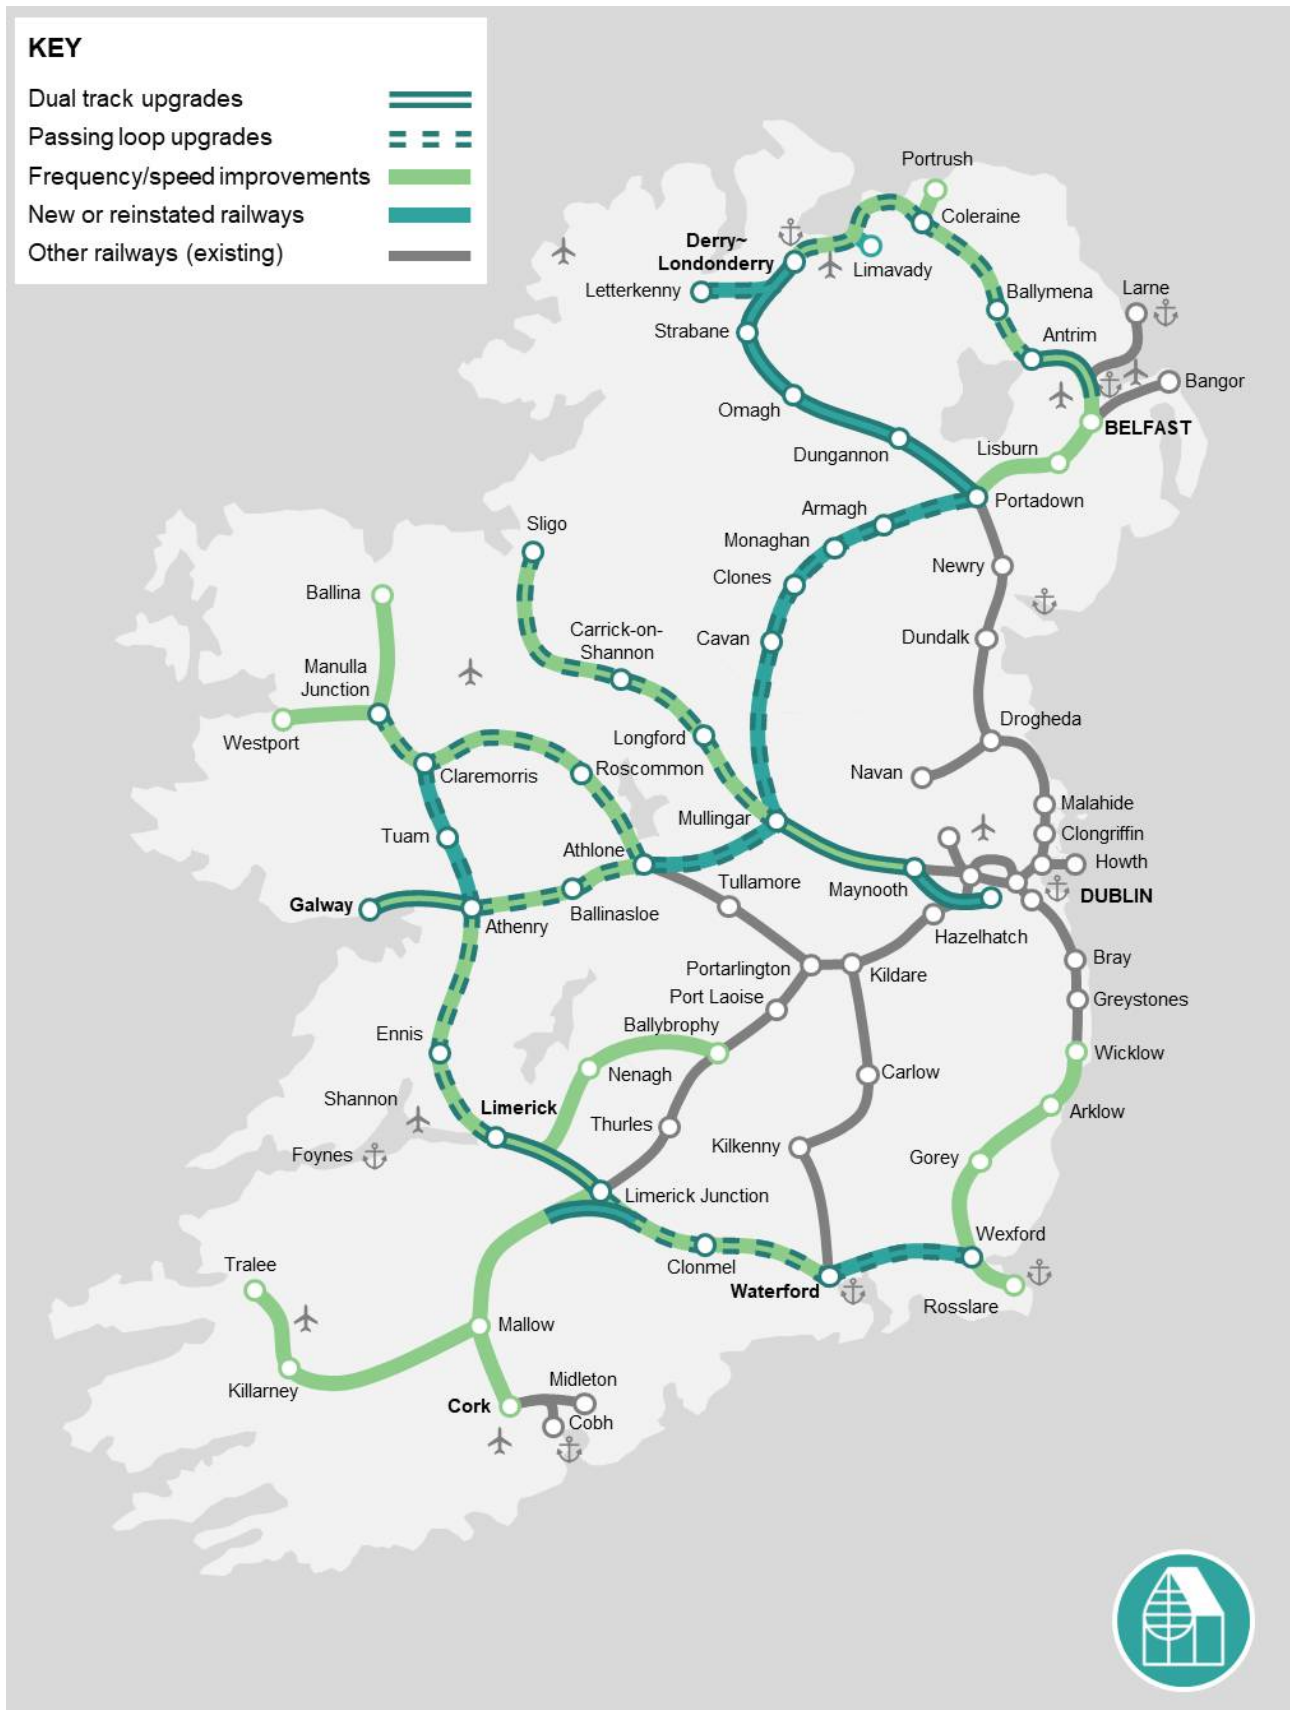 KEY
Dual track upgrades
Passing loop upgrades
Frequency/speed improvements
New or reinstated railways
Other railways (existing)
Portrush
Coleraine
Derry~
Londonderry
Limavady
Letterkenny
Ballymena
Larne
Strabane
Antrim
Bangor
Omagh
BELFAST
Dungannon
Lisburn
Portadown
Armagh
Sligo
Monaghan
Newry
Clones
Ballina
Carrick-on-
Shannon
Cavan
Dundalk
Manulla
Junction
Westport
Longford
Drogheda
Claremorris
Roscommon
Navan
Malahide
Mullingar
Clongriffin
Tuam
Athlone
Howth
Tullamore
Maynooth
DUBLIN
Galway
Ballinasloe
Athenry
Hazelhatch
Bray
Portarlington
Kildare
Port Laoise
Greystones
Ballybrophy
Ennis
Wicklow
Nenagh
Carlow
Shannon
Limerick
Arklow
Thurles
Kilkenny
Foynes
Gorey
Limerick Junction
Wexford
Tralee
Clonmel
Waterford
Rosslare
Mallow
Midleton
Killarney
Cork
Cobh